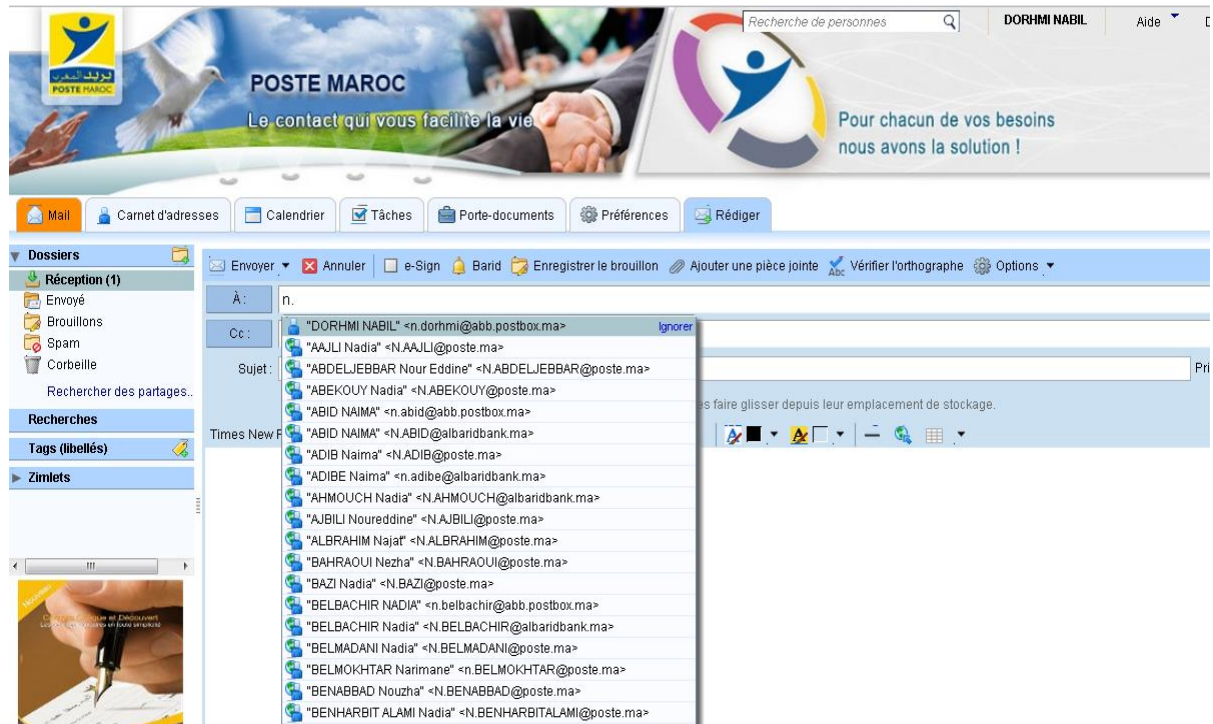 Recherche de personnes
DORHMI NABIL
Aide
بريد المغرب
POSTE MAROC
POSTE MAROC
Le contact qui vous facilite la vie
Pour chacun de vos besoins
nous avons la solution !
Mail Carnet d'adresses Calendrier Tâches Porte-documents Préférences Rédiger
Dossiers
Réception (1)
Envoyé
Brouillons
Spam
Corbeille
Rechercher des partages..
Recherches
Tags (libellés)
Zimlets
Nouveau
Envoyer Annuler e-Sign Barid Enregistrer le brouillon Ajouter une pièce jointe Vérifier l'orthographe Options
À : n.
Cc :
Sujet : Pri
es faire glisser depuis leur emplacement de stockage.
Times New F
"DORHMI NABIL" <n.dorhmi@abb.postbox.ma> Ignorer
"AAJLI Nadia" <N.AAJLI@poste.ma>
"ABDELJEBBAR Nour Eddine" <N.ABDELJEBBAR@poste.ma>
"ABEKOUY Nadia" <N.ABEKOUY@poste.ma>
"ABID NAIMA" <n.abid@abb.postbox.ma>
"ABID NAIMA" <N.ABID@albaridbank.ma>
"ADIB Naima" <N.ADIB@poste.ma>
"ADIBE Naima" <n.adibe@albaridbank.ma>
"AHMOUCH Nadia" <N.AHMOUCH@albaridbank.ma>
"AJBILI Noureddine" <N.AJBILI@poste.ma>
"ALBRAHIM Najat" <N.ALBRAHIM@poste.ma>
"BAHRAOUI Nezha" <N.BAHRAOUI@poste.ma>
"BAZI Nadia" <N.BAZI@poste.ma>
"BELBACHIR NADIA" <n.belbachir@abb.postbox.ma>
"BELBACHIR Nadia" <N.BELBACHIR@albaridbank.ma>
"BELMADANI Nadia" <N.BELMADANI@poste.ma>
"BELMOKHTAR Narimane" <n.BELMOKHTAR@poste.ma>
"BENABBAD Nouzha" <N.BENABBAD@poste.ma>
"BENHARBIT ALAMI Nadia" <N.BENHARBITALAMI@poste.ma>